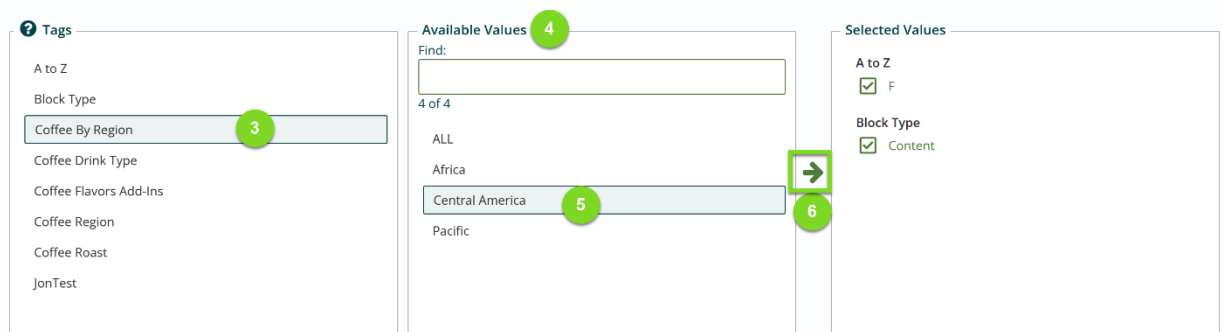 ? Tags
A to Z
Block Type
Coffee By Region 3
Coffee Drink Type
Coffee Flavors Add-Ins
Coffee Region
Coffee Roast
JonTest
Available Values 4
Find:
4 of 4
ALL
Africa
Central America 5
Pacific
6
Selected Values
A to Z
F
Block Type
Content